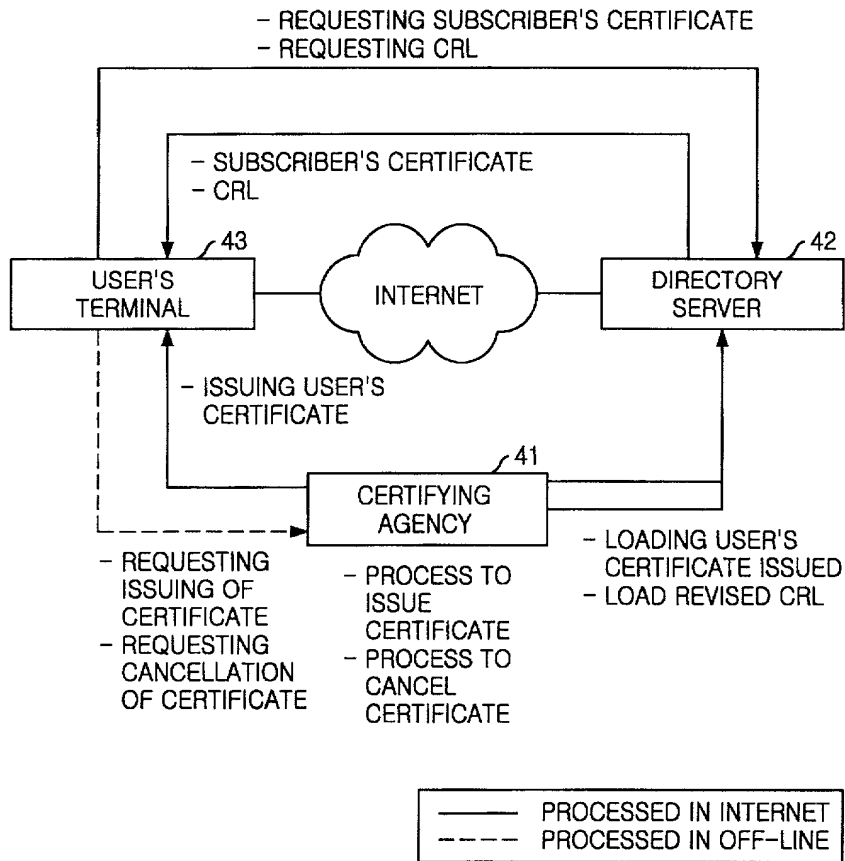 - REQUESTING SUBSCRIBER'S CERTIFICATE
- REQUESTING CRL
- SUBSCRIBER'S CERTIFICATE
- CRL
43
42
USER'S
TERMINAL
INTERNET
DIRECTORY
SERVER
- ISSUING USER'S
CERTIFICATE
41
CERTIFYING
AGENCY
- REQUESTING
ISSUING OF
CERTIFICATE
- REQUESTING
CANCELLATION
OF CERTIFICATE
- PROCESS TO
ISSUE
CERTIFICATE
- PROCESS TO
CANCEL
CERTIFICATE
- LOADING USER'S
CERTIFICATE ISSUED
- LOAD REVISED CRL
PROCESSED IN INTERNET
PROCESSED IN OFF-LINE